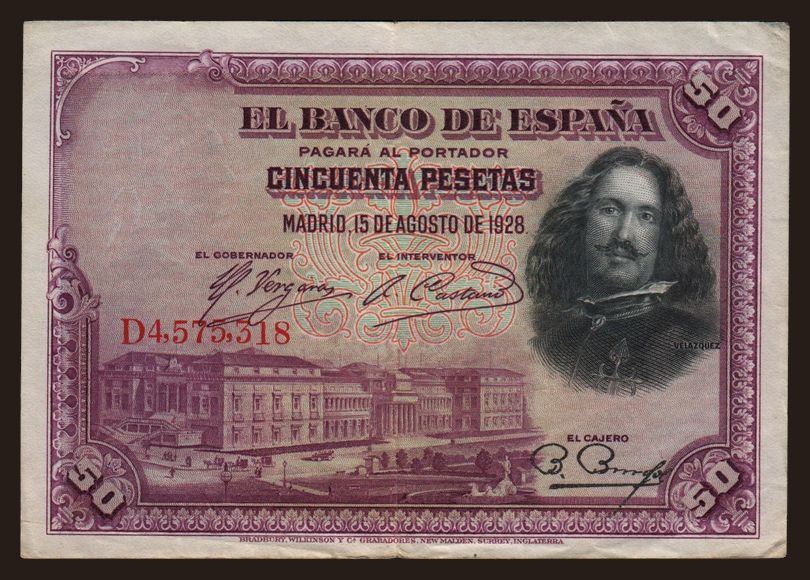 50
EL BANCO DE ESPAÑA
PAGARÁ AL PORTADOR
CINCUENTA PESETAS
MADRID, 15 DE AGOSTO DE 1928
EL GOBERNADOR EL INTERVENTOR
D4,575,318
VELAZQUEZ
EL CAJERO
50 50
BRADBURY, WILKINSON Y Cª GRABADORES, NEW MALDEN, SURREY, INGLATERRA